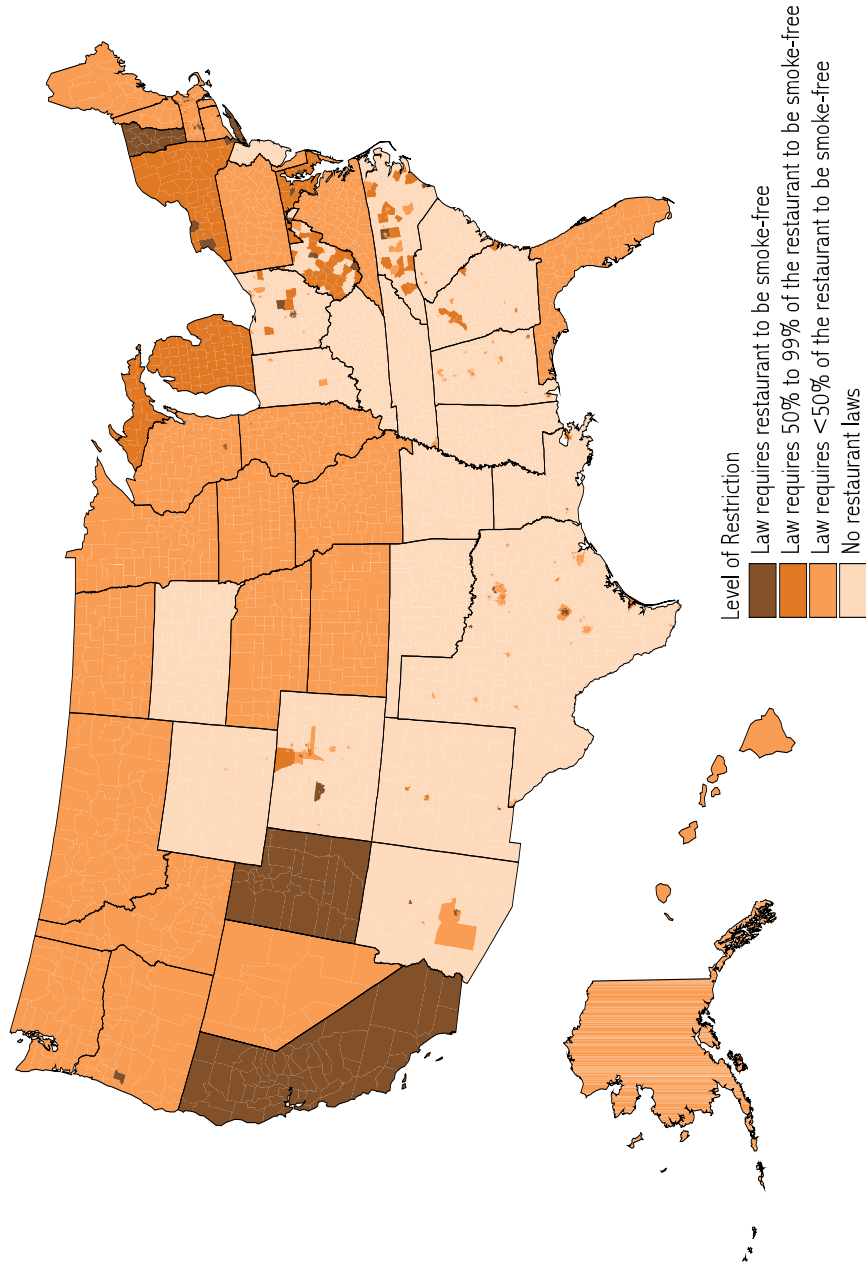 Level of Restriction
Law requires restaurant to be smoke-free
Law requires 50% to 99% of the restaurant to be smoke-free
Law requires <50% of the restaurant to be smoke-free
No restaurant laws